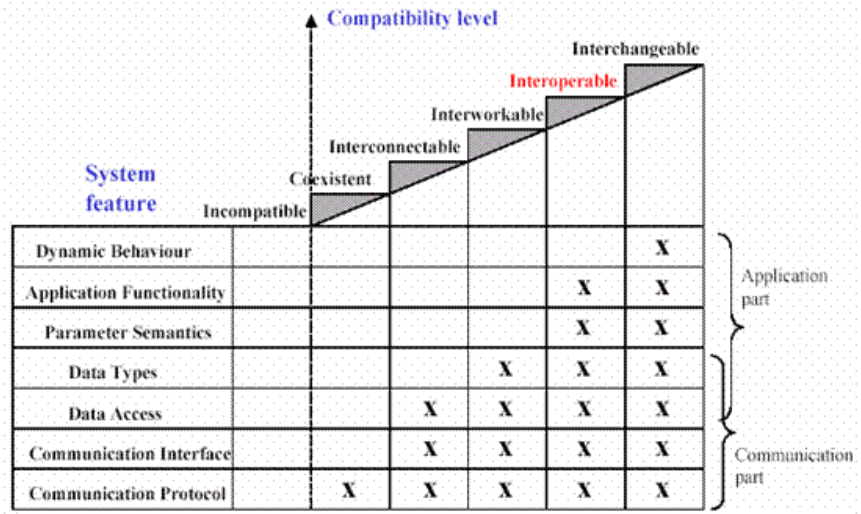 Compatibility level
Interchangeable
Interoperable
Interworkable
Interconnectable
Coexistent
Incompatible
System
feature
Dynamic Behaviour X
Application Functionality X X
Parameter Semantics X X
Data Types X X X
Data Access X X X X
Communication Interface X X X X
Communication Protocol X X X X X
Application
part
Communication
part